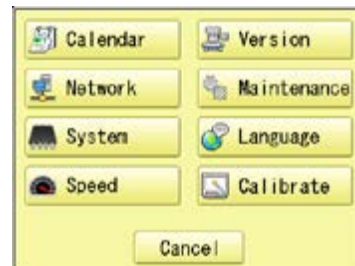 Calendar
Version
Network
Maintenance
System
Language
Speed
Calibrate
Cancel